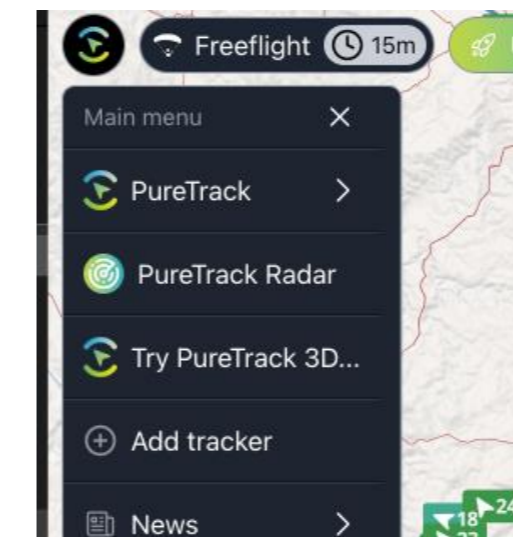 Freeflight 15m
Main menu
PureTrack
PureTrack Radar
Try PureTrack 3D...
Add tracker
News
18
24